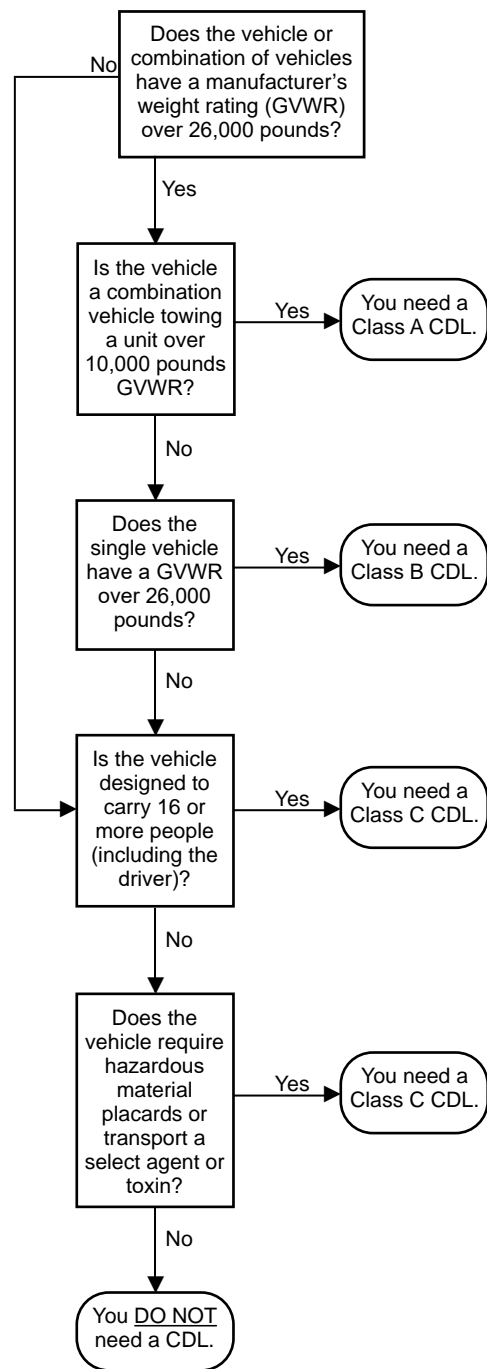 Does the vehicle or
combination of vehicles
have a manufacturer’s
weight rating (GVWR)
over 26,000 pounds?
No
Yes
Is the vehicle
a combination
vehicle towing
a unit over
10,000 pounds
GVWR?
Yes
You need a
Class A CDL.
No
Does the
single vehicle
have a GVWR
over 26,000
pounds?
Yes
You need a
Class B CDL.
No
Is the vehicle
designed to
carry 16 or
more people
(including the
driver)?
Yes
You need a
Class C CDL.
No
Does the
vehicle require
hazardous
material
placards or
transport a
select agent or
toxin?
Yes
You need a
Class C CDL.
No
You DO NOT
need a CDL.